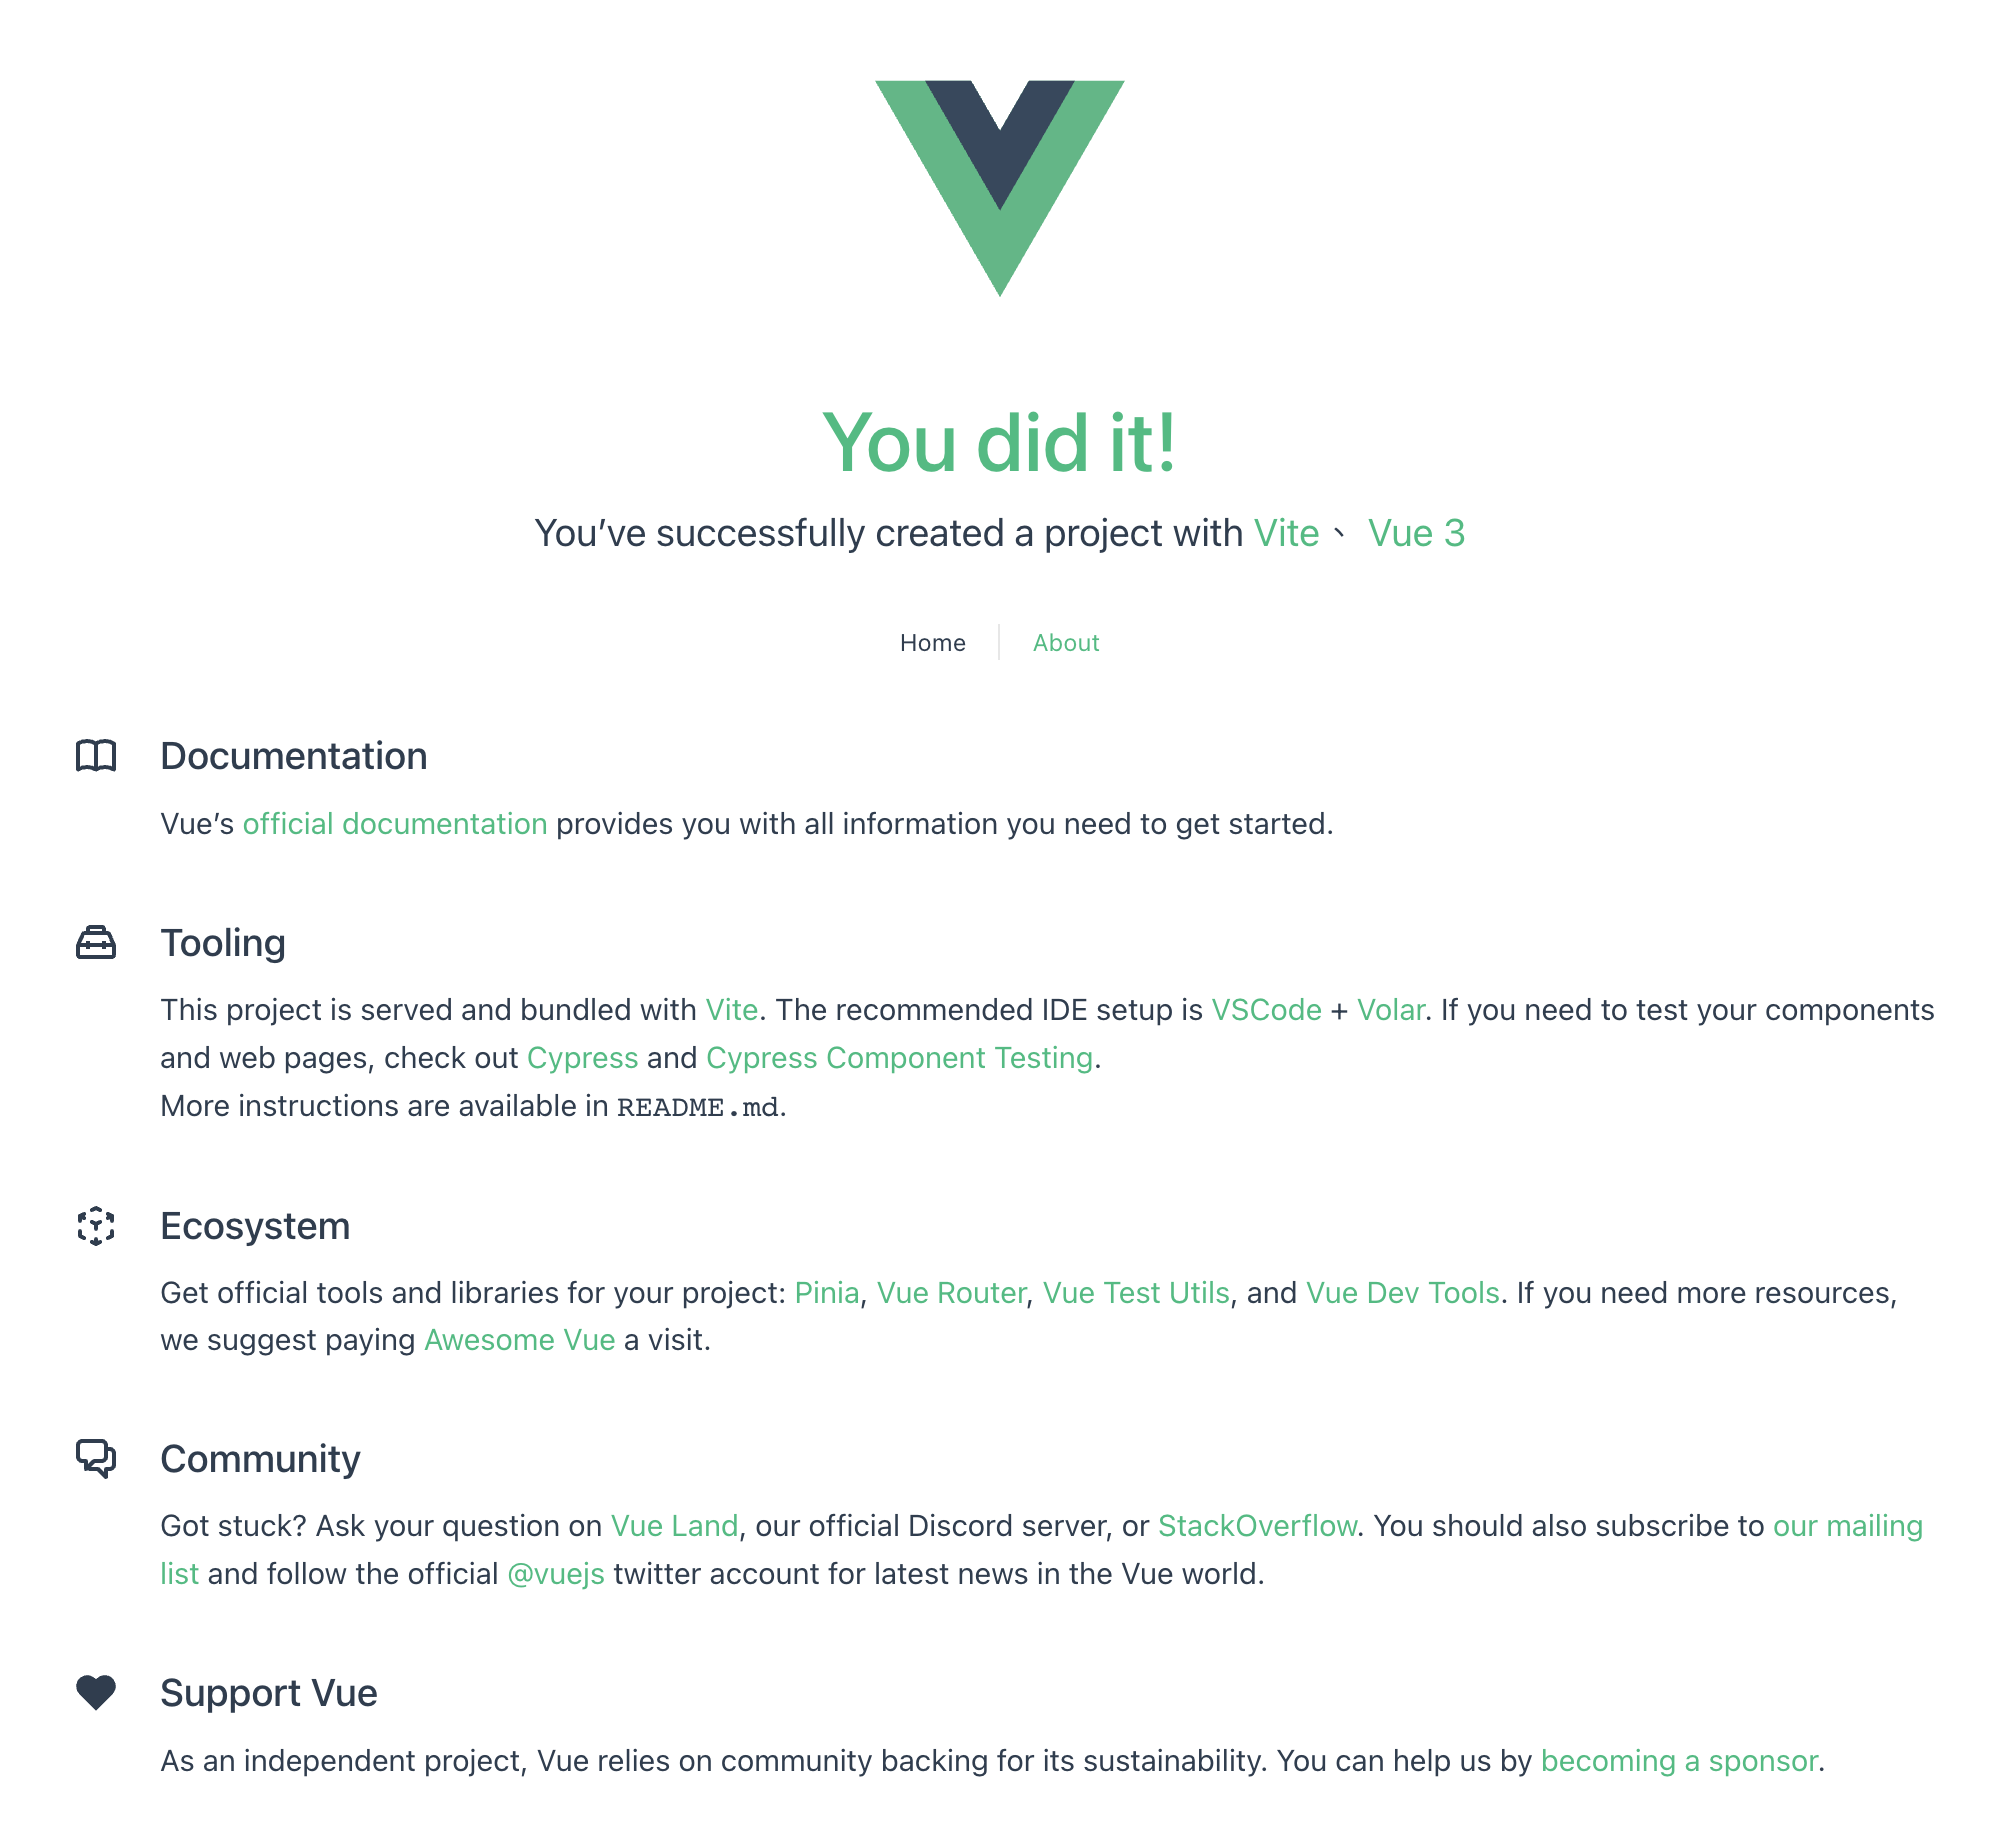 You did it!
You’ve successfully created a project with Vite 、 Vue 3
Home
About
Documentation
Vue’s official documentation provides you with all information you need to get started.
Tooling
This project is served and bundled with Vite. The recommended IDE setup is VSCode + Volar. If you need to test your components
and web pages, check out Cypress and Cypress Component Testing.
More instructions are available in README.md.
Ecosystem
Get official tools and libraries for your project: Pinia, Vue Router, Vue Test Utils, and Vue Dev Tools. If you need more resources,
we suggest paying Awesome Vue a visit.
Community
Got stuck? Ask your question on Vue Land, our official Discord server, or StackOverflow. You should also subscribe to our mailing
list and follow the official @vuejs twitter account for latest news in the Vue world.
Support Vue
As an independent project, Vue relies on community backing for its sustainability. You can help us by becoming a sponsor.